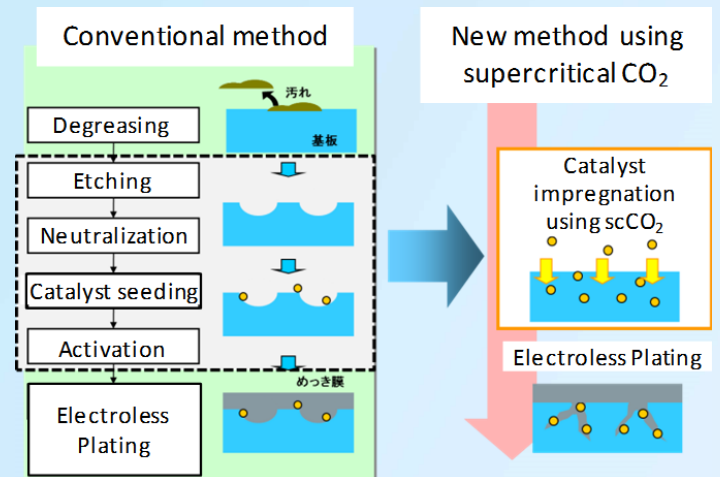 Conventional method
汚れ
基板
Degreasing
Etching
Neutralization
Catalyst seeding
Activation
めっき膜
Electroless
Plating
New method using
supercritical CO₂
Catalyst
impregnation
using scCO₂
Electroless Plating